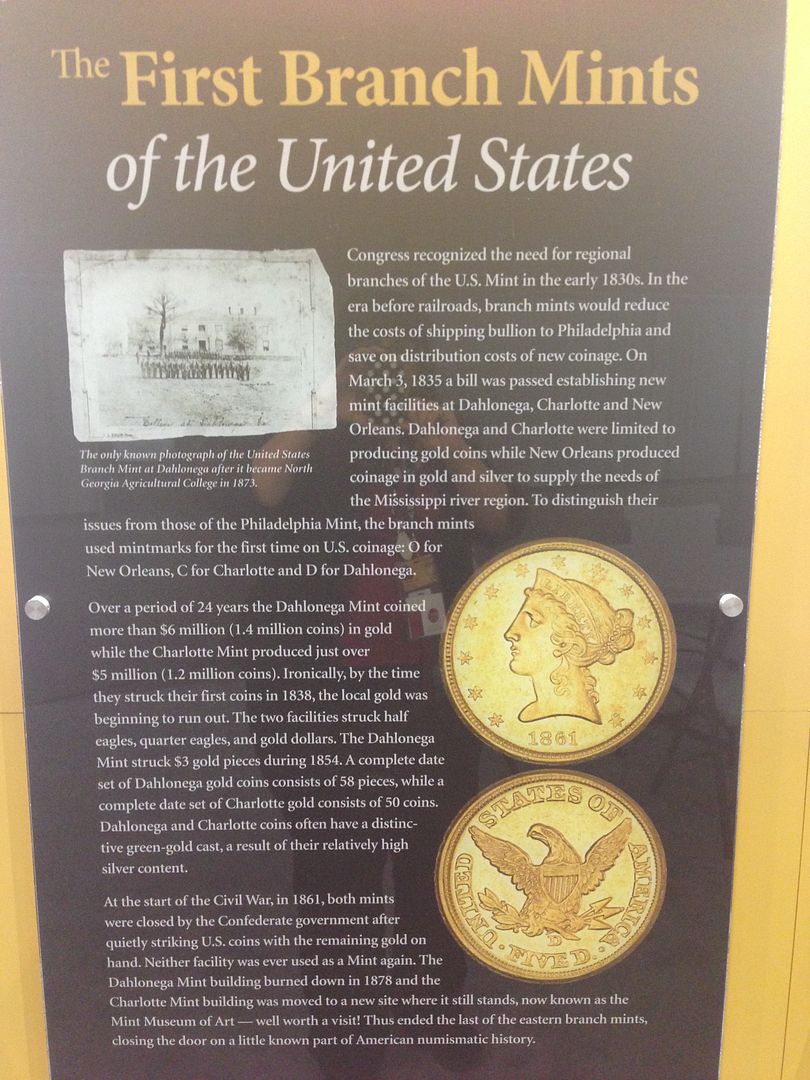 The First Branch Mints
of the United States
Congress recognized the need for regional
branches of the U.S. Mint in the early 1830s. In the
era before railroads, branch mints would reduce
the costs of shipping bullion to Philadelphia and
save on distribution costs of new coinage. On
March 3, 1835 a bill was passed establishing new
mint facilities at Dahlonega, Charlotte and New
Orleans. Dahlonega and Charlotte were limited to
producing gold coins while New Orleans produced
coinage in gold and silver to supply the needs of
the Mississippi river region. To distinguish their
issues from those of the Philadelphia Mint, the branch mints
used mintmarks for the first time on U.S. coinage: O for
New Orleans, C for Charlotte and D for Dahlonega.
The only known photograph of the United States
Branch Mint at Dahlonega after it became North
Georgia Agricultural College in 1873.
Over a period of 24 years the Dahlonega Mint coined
more than $6 million (1.4 million coins) in gold
while the Charlotte Mint produced just over
$5 million (1.2 million coins). Ironically, by the time
they struck their first coins in 1838, the local gold was
beginning to run out. The two facilities struck half
eagles, quarter eagles, and gold dollars. The Dahlonega
Mint struck $3 gold pieces during 1854. A complete date
set of Dahlonega gold coins consists of 58 pieces, while a
complete date set of Charlotte gold consists of 50 coins.
Dahlonega and Charlotte coins often have a distinc-
tive green-gold cast, a result of their relatively high
silver content.
LIBERTY
1861
UNITED STATES OF AMERICA
D
FIVE D.
At the start of the Civil War, in 1861, both mints
were closed by the Confederate government after
quietly striking U.S. coins with the remaining gold on
hand. Neither facility was ever used as a Mint again. The
Dahlonega Mint building burned down in 1878 and the
Charlotte Mint building was moved to a new site where it still stands, now known as the
Mint Museum of Art — well worth a visit! Thus ended the last of the eastern branch mints,
closing the door on a little known part of American numismatic history.